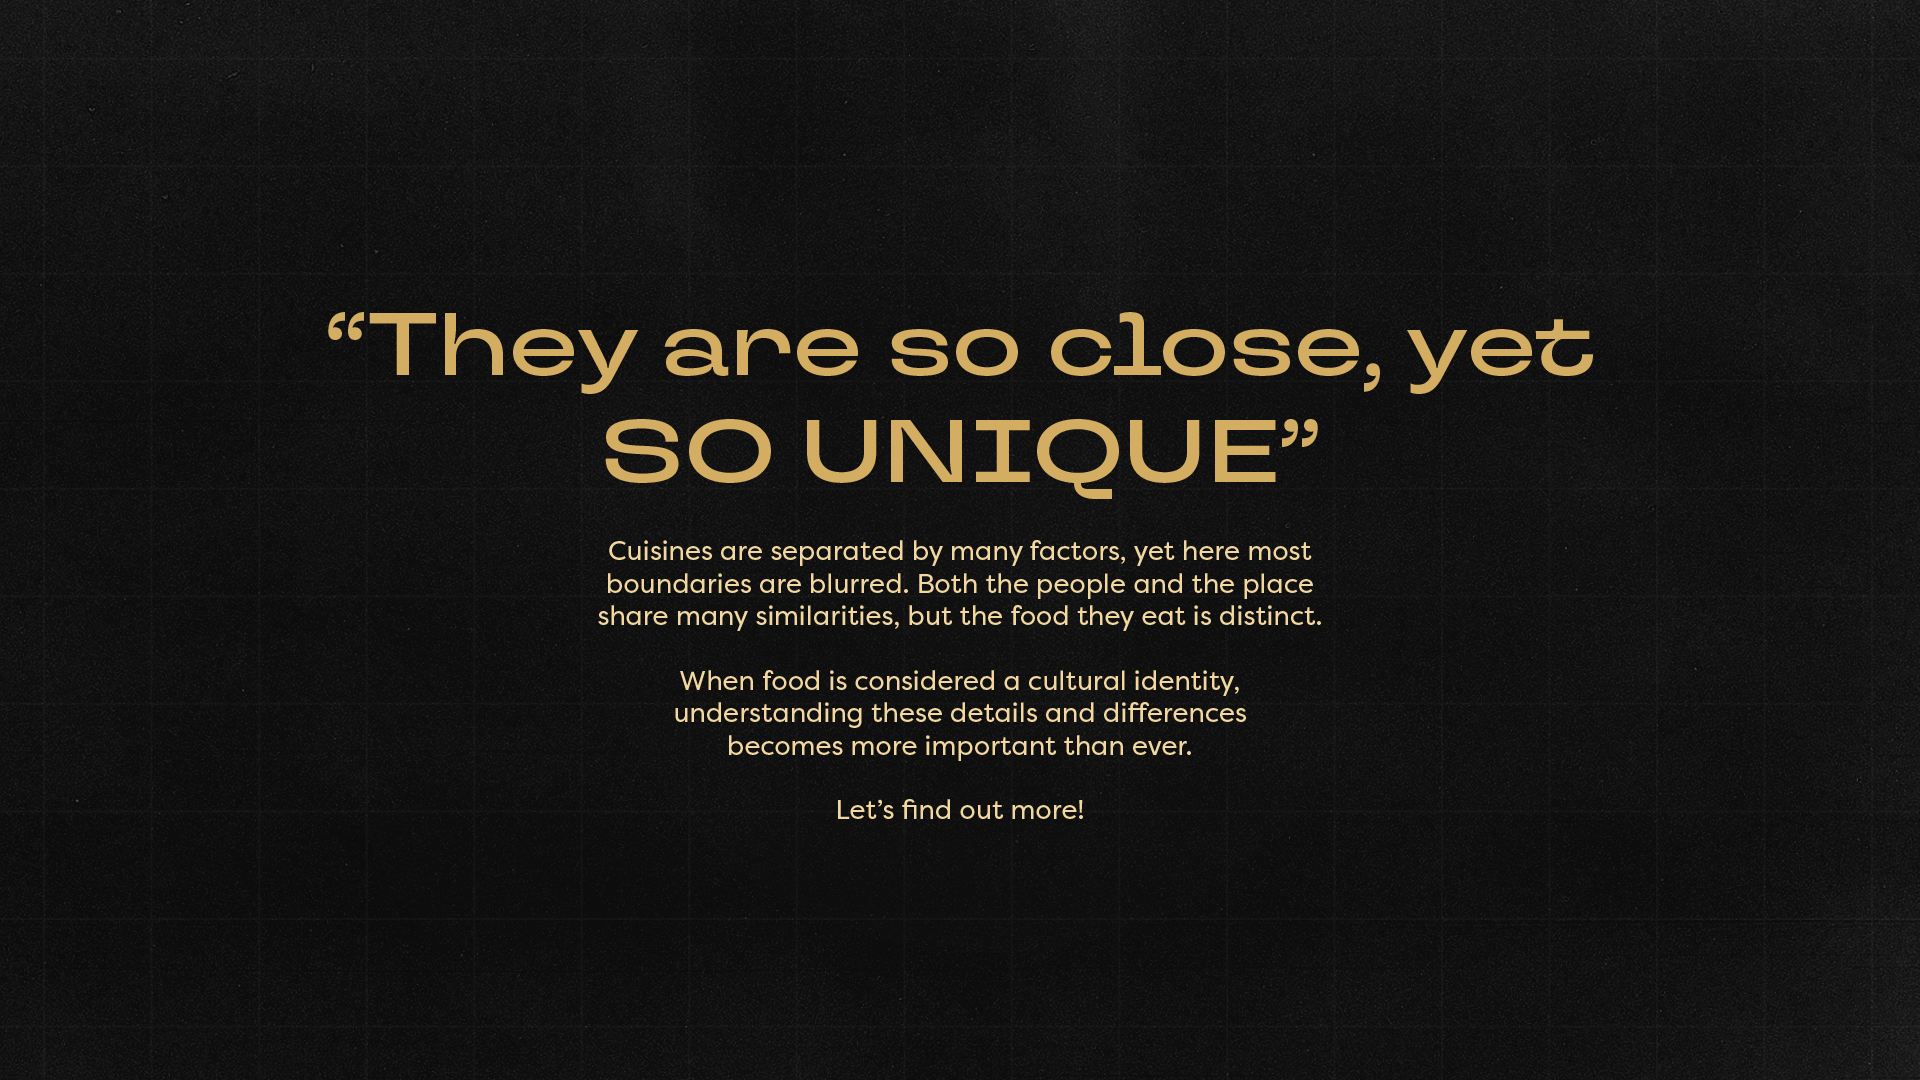 “They are so close, yet
SO UNIQUE”
Cuisines are separated by many factors, yet here most
boundaries are blurred. Both the people and the place
share many similarities, but the food they eat is distinct.
When food is considered a cultural identity,
understanding these details and differences
becomes more important than ever.
Let’s find out more!